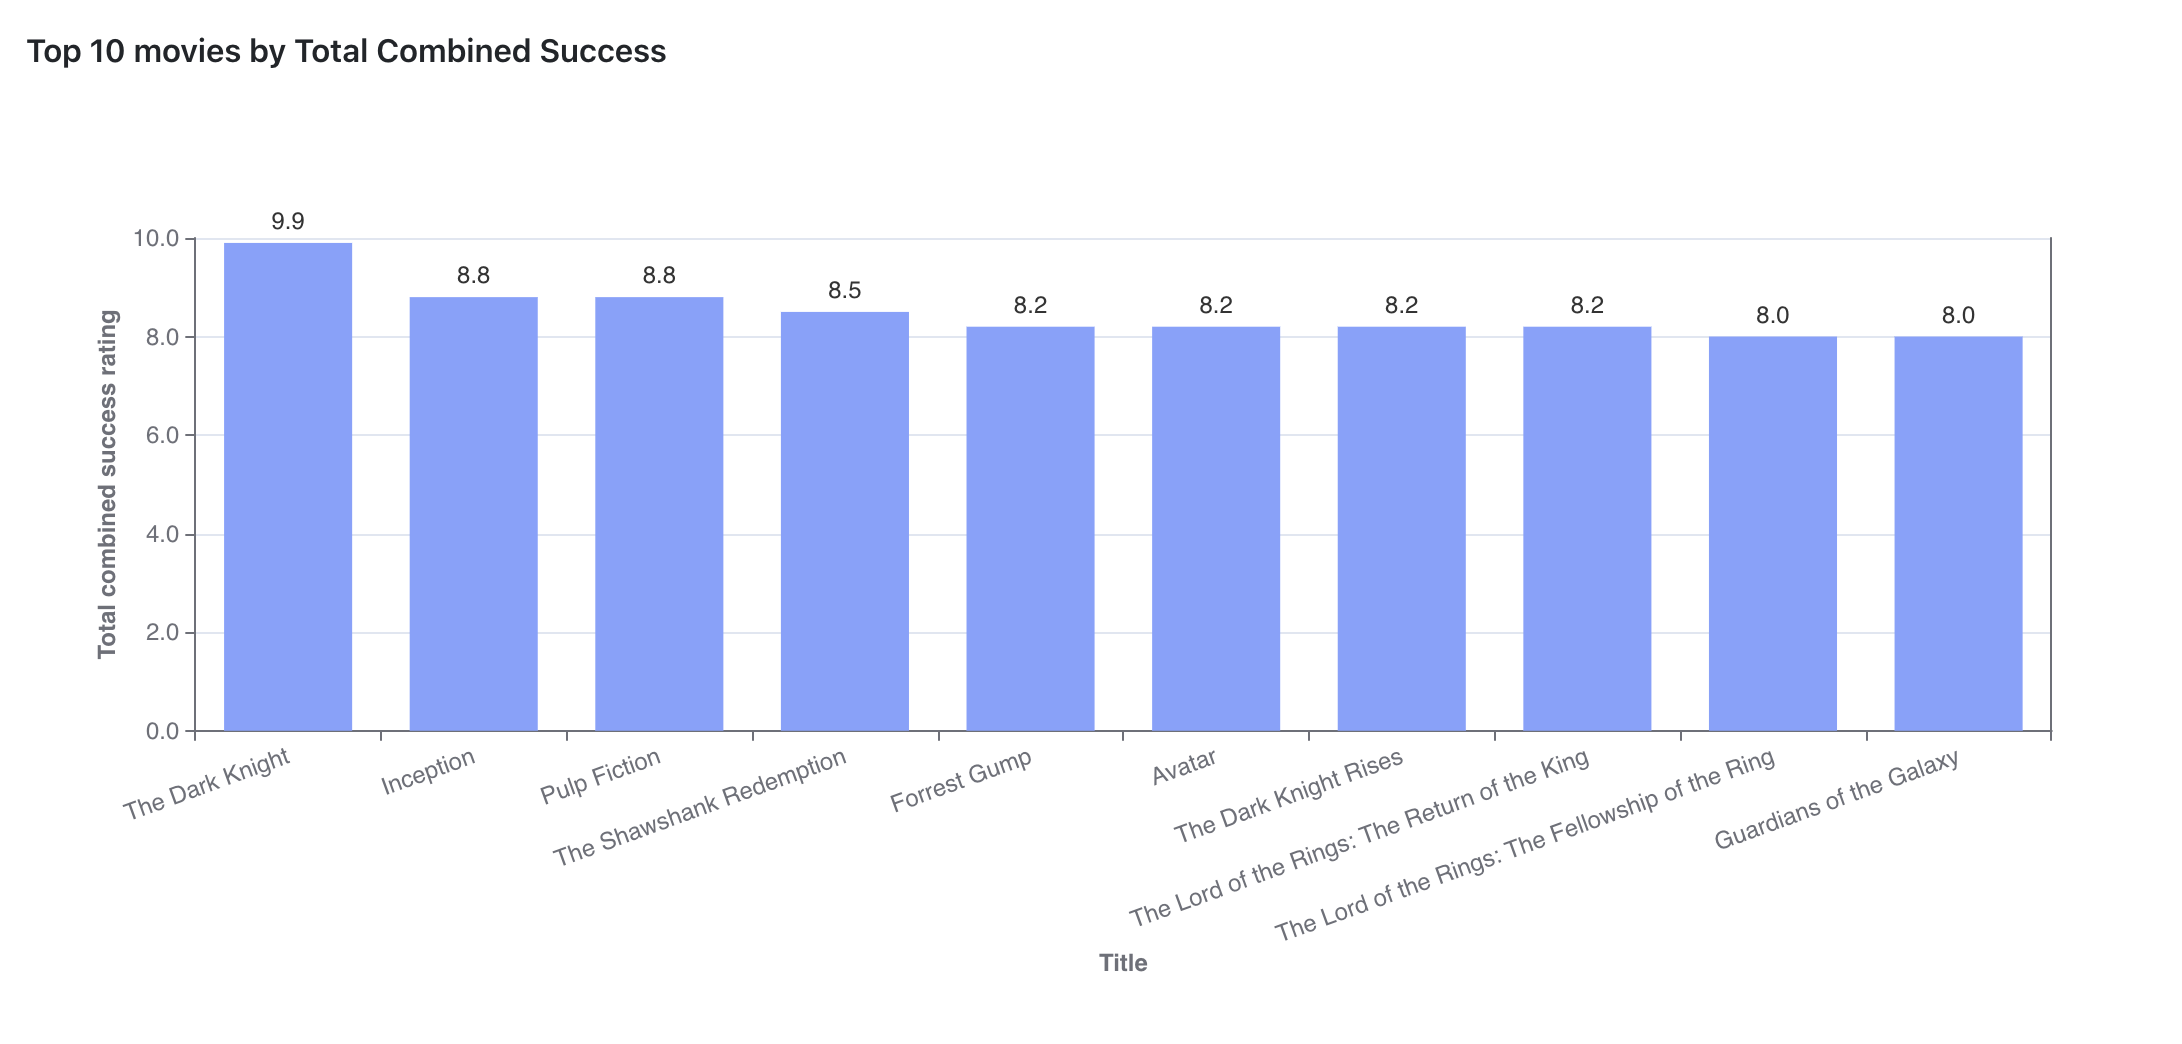 Top 10 movies by Total Combined Success
9.9
8.8
8.8
8.5
8.2
8.2
8.2
8.2
8.0
8.0
10.0
8.0
6.0
4.0
2.0
0.0
Total combined success rating
The Dark Knight
Inception
Pulp Fiction
The Shawshank Redemption
Forrest Gump
Avatar
The Dark Knight Rises
The Lord of the Rings: The Return of the King
The Lord of the Rings: The Fellowship of the Ring
Guardians of the Galaxy
Title